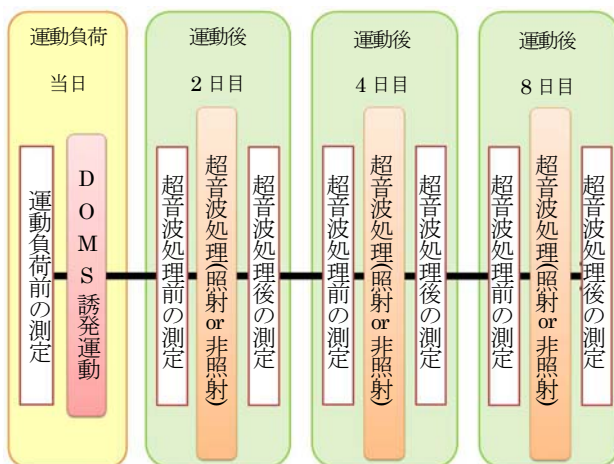 運動負荷
当日
運動負荷前の測定
DOMS誘発運動
運動後
2日目
超音波処理前の測定
超音波処理(照射 or 非照射)
超音波処理後の測定
運動後
4日目
超音波処理前の測定
超音波処理(照射 or 非照射)
超音波処理後の測定
運動後
8日目
超音波処理前の測定
超音波処理(照射 or 非照射)
超音波処理後の測定